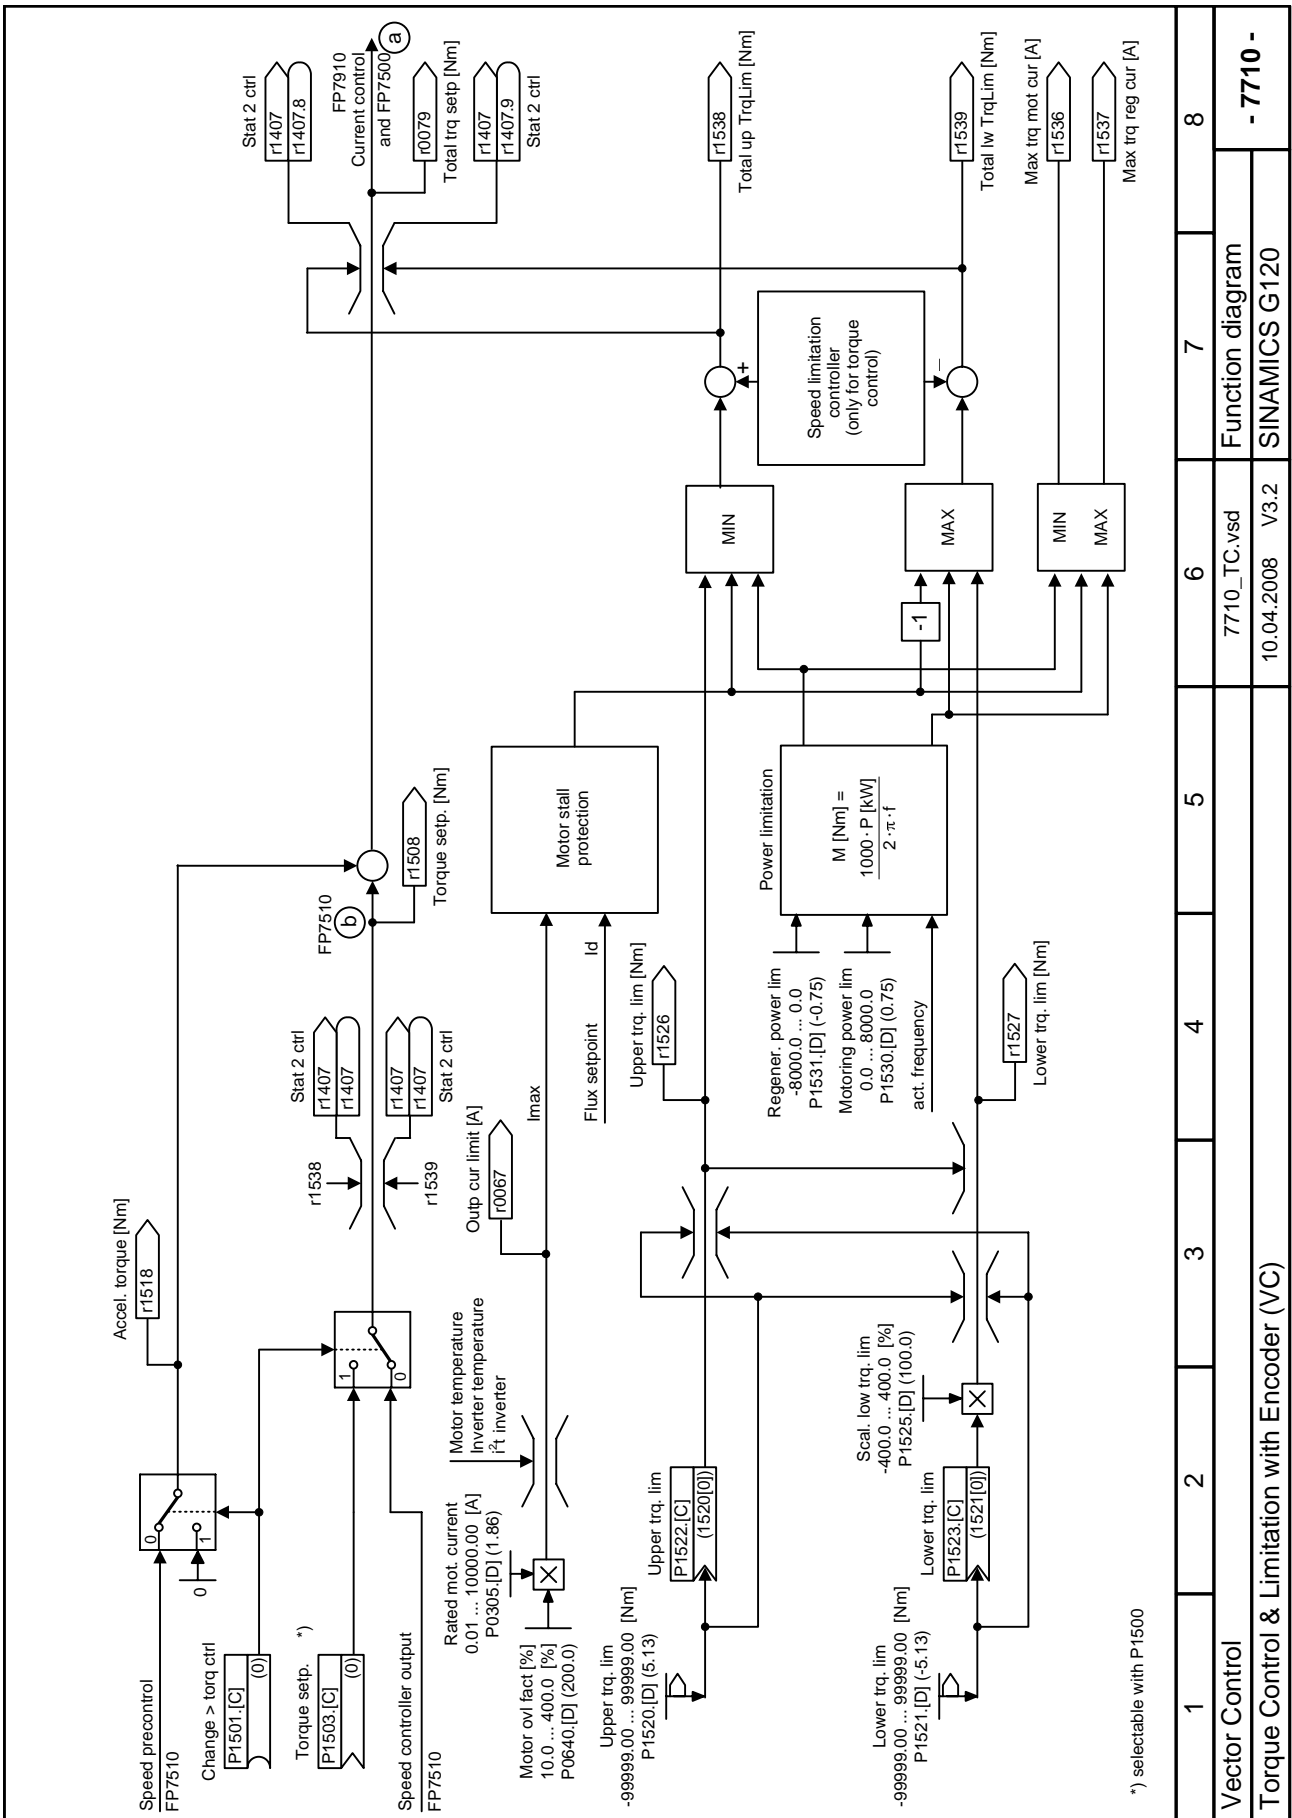 Speed precontrol
FP7510
0
1
0
Change > torq ctrl
P1501.[C]
(0)
Torque setp.
*)
P1503.[C]
(0)
Speed controller output
FP7510
1
0
Accel. torque [Nm]
r1518
r1538
r1539
Stat 2 ctrl
r1407
r1407
r1407
r1407
Stat 2 ctrl
FP7510
b
r1508
Torque setp. [Nm]
Stat 2 ctrl
r1407
r1407.8
FP7910
Current control
and FP7500
a
r0079
Total trq setp [Nm]
r1407
r1407.9
Stat 2 ctrl
Rated mot. current
0.01 ... 10000.00 [A]
P0305.[D] (1.86)
Motor ovl fact [%]
10.0 ... 400.0 [%]
P0640.[D] (200.0)
X
Motor temperature
Inverter temperature
i²t inverter
Outp cur limit [A]
r0067
Imax
Flux setpoint
Id
Motor stall
protection
Upper trq. lim
-99999.00 ... 99999.00 [Nm]
P1520.[D] (5.13)
Upper trq. lim
P1522.[C]
(1520[0])
Upper trq. lim [Nm]
r1526
Regener. power lim
-8000.0 ... 0.0
P1531.[D] (-0.75)
Motoring power lim
0.0 ... 8000.0
P1530.[D] (0.75)
act. frequency
Power limitation
M [Nm] =
1000 · P [kW]
2 · π · f
MIN
-1
MAX
MIN
MAX
Speed limitation
controller
(only for torque
control)
+
–
r1538
Total up TrqLim [Nm]
r1539
Total lw TrqLim [Nm]
Max trq mot cur [A]
r1536
r1537
Max trq reg cur [A]
Scal. low trq. lim
-400.0 ... 400.0 [%]
P1525.[D] (100.0)
X
Lower trq. lim
-99999.00 ... 99999.00 [Nm]
P1521.[D] (-5.13)
Lower trq. lim
P1523.[C]
(1521[0])
r1527
Lower trq. lim [Nm]
*) selectable with P1500
1 2 3 4 5 6 7 8
Vector Control
7710_TC.vsd
Function diagram
- 7710 -
Torque Control & Limitation with Encoder (VC)
10.04.2008 V3.2
SINAMICS G120